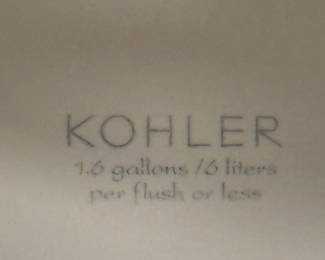 KOHLER
1.6 gallons /6 liters
per flush or less